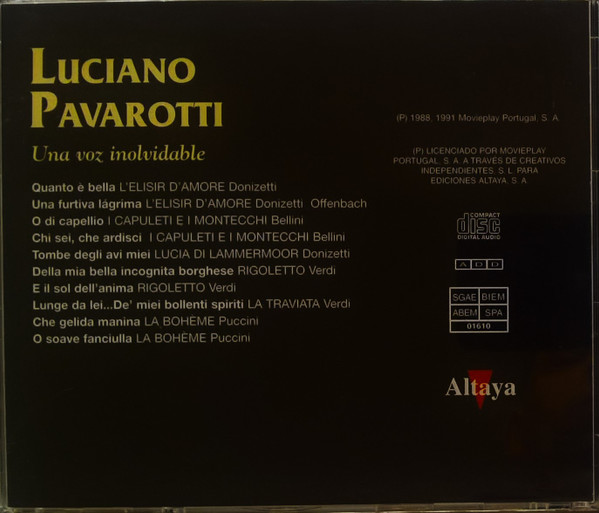 LUCIANO
PAVAROTTI
Una voz inolvidable
Quanto è bella L'ELISIR D'AMORE Donizetti
Una furtiva lágrima L'ELISIR D'AMORE Donizetti Offenbach
O di capellio I CAPULETI E I MONTECCHI Bellini
Chi sei, che ardisci I CAPULETI E I MONTECCHI Bellini
Tombe degli avi miei LUCIA DI LAMMERMOOR Donizetti
Della mia bella incognita borghese RIGOLETTO Verdi
E il sol dell'anima RIGOLETTO Verdi
Lunge da lei...De' miei bollenti spiriti LA TRAVIATA Verdi
Che gelida manina LA BOHÈME Puccini
O soave fanciulla LA BOHÈME Puccini
(P) 1988, 1991 Movieplay Portugal, S. A.
(P) LICENCIADO POR MOVIEPLAY
PORTUGAL, S. A. A TRAVÉS DE CREATIVOS
INDEPENDIENTES, S. L. PARA
EDICIONES ALTAYA, S. A.
COMPACT
disc
DIGITAL AUDIO
A D D
SGAE BIEM
ABEM SPA
01610
Altaya